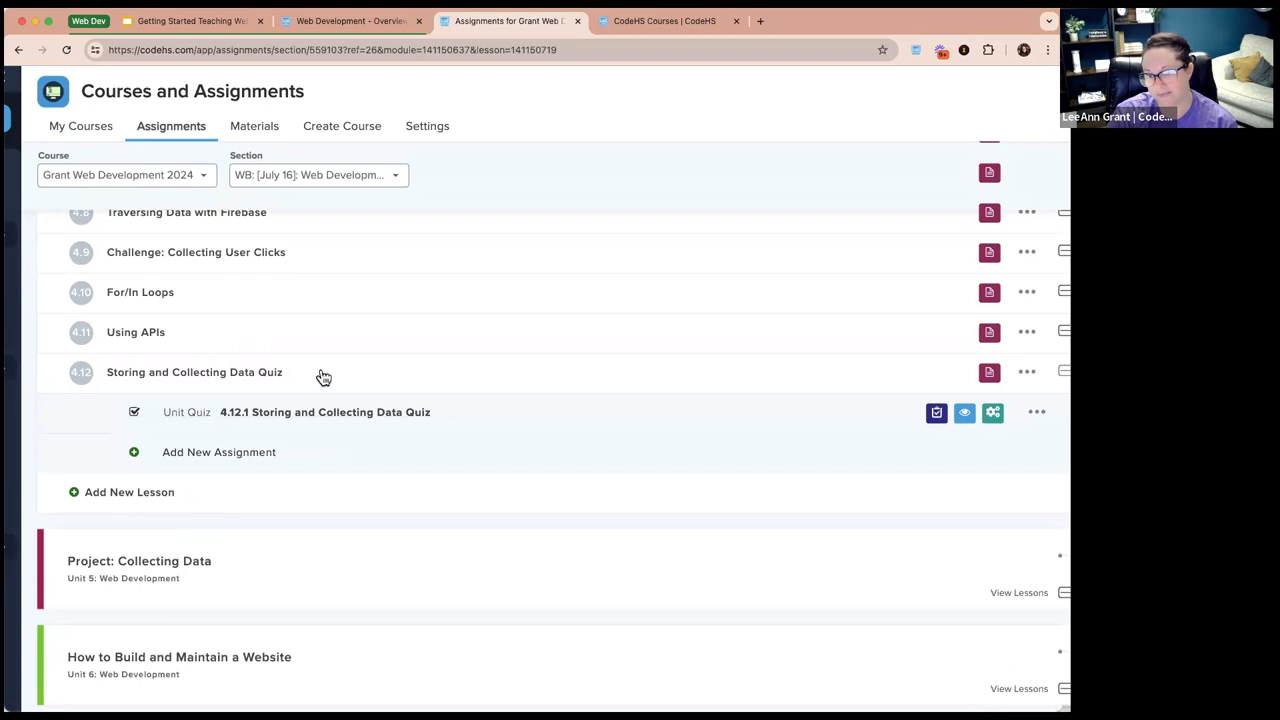 Web Dev
Getting Started Teaching We
Web Development - Overvie
Assignments for Grant Web D
CodeHS Courses | CodeHS
https://codehs.com/app/assignments/section/559103?ref=26&module=141150637&lesson=141150719
9+
LeeAnn Grant | Code...
Courses and Assignments
My Courses
Assignments
Materials
Create Course
Settings
Course
Section
Grant Web Development 2024
WB: [July 16]: Web Developm...
4.8 Traversing Data with Firebase
4.9 Challenge: Collecting User Clicks
4.10 For/In Loops
4.11 Using APIs
4.12 Storing and Collecting Data Quiz
Unit Quiz 4.12.1 Storing and Collecting Data Quiz
Add New Assignment
Add New Lesson
Project: Collecting Data
Unit 5: Web Development
View Lessons
How to Build and Maintain a Website
Unit 6: Web Development
View Lessons